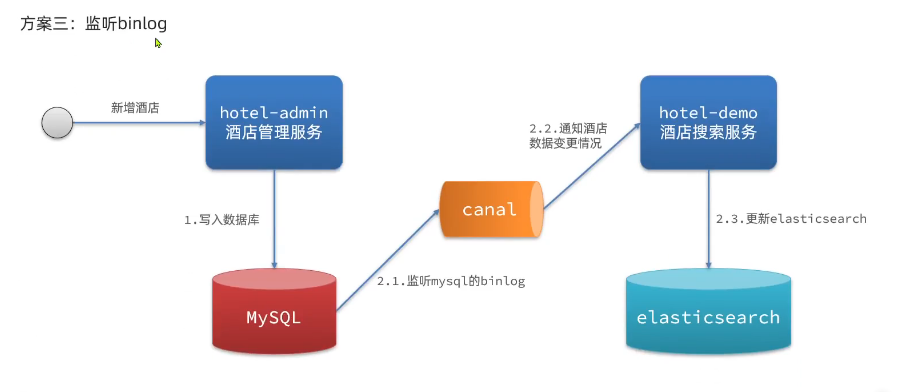 方案三：监听binlog
新增酒店
hotel-admin
酒店管理服务
hotel-demo
酒店搜索服务
2.2.通知酒店
数据变更情况
canal
1.写入数据库
2.3.更新elasticsearch
2.1.监听mysql的binlog
MySQL
elasticsearch